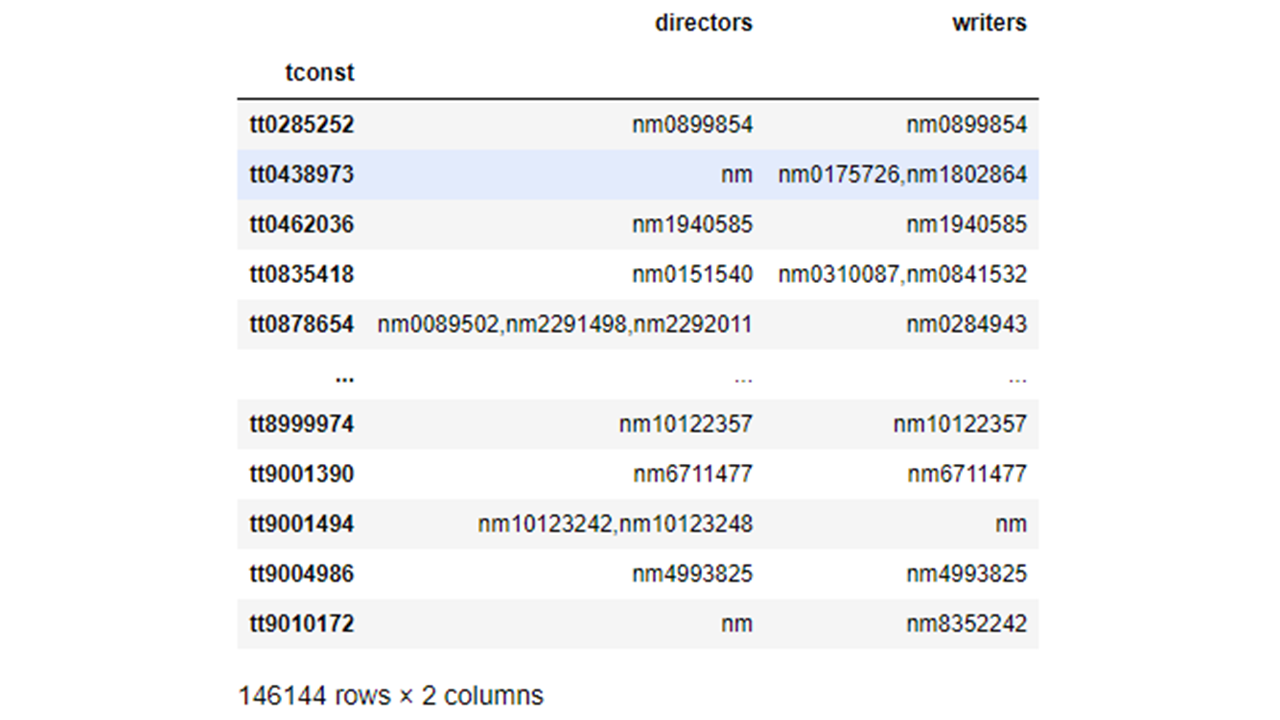 directors writers
tconst
tt0285252 nm0899854 nm0899854
tt0438973 nm nm0175726,nm1802864
tt0462036 nm1940585 nm1940585
tt0835418 nm0151540 nm0310087,nm0841532
tt0878654 nm0089502,nm2291498,nm2292011 nm0284943
... ... ...
tt8999974 nm10122357 nm10122357
tt9001390 nm6711477 nm6711477
tt9001494 nm10123242,nm10123248 nm
tt9004986 nm4993825 nm4993825
tt9010172 nm nm8352242
146144 rows × 2 columns